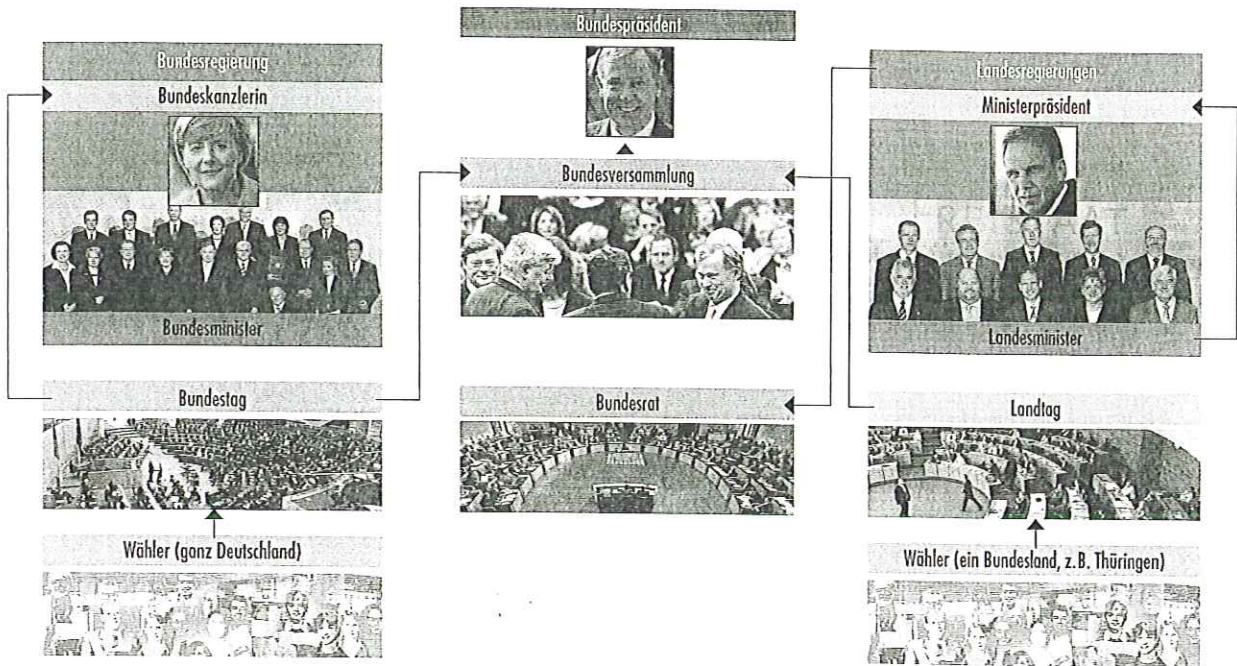 Bundespräsident
Bundesregierung
Bundeskanzlerin
Bundesminister
Bundesversammlung
Landesregierungen
Ministerpräsident
Landesminister
Bundestag
Bundesrat
Landtag
Wähler (ganz Deutschland)
Wähler (ein Bundesland, z.B. Thüringen)